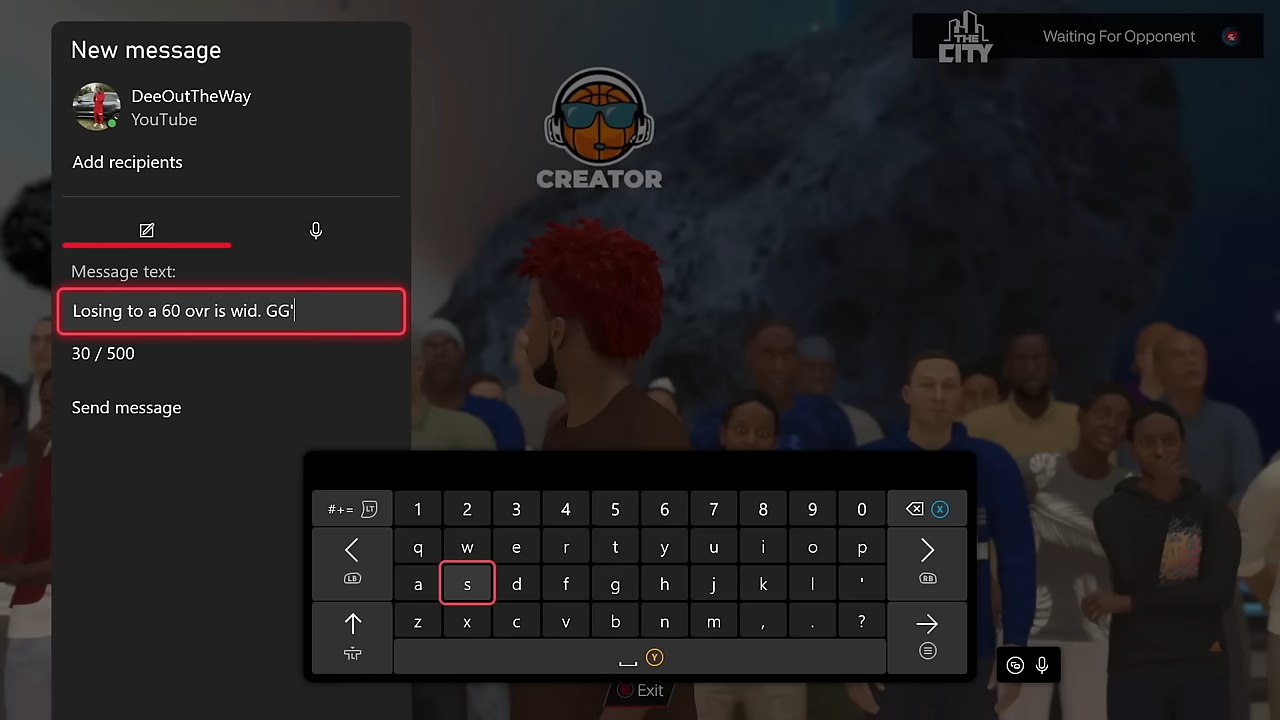 New message
THE
CITY
Waiting For Opponent
DeeOutTheWay
YouTube
Add recipients
CREATOR
Message text:
Losing to a 60 ovr is wid. GG'
30 / 500
Send message
#+= LT 1 2 3 4 5 6 7 8 9 0 X
q w e r t y u i o p
LB a s d f g h j k l ' RB
z x c v b n m , . ?
Y
B Exit